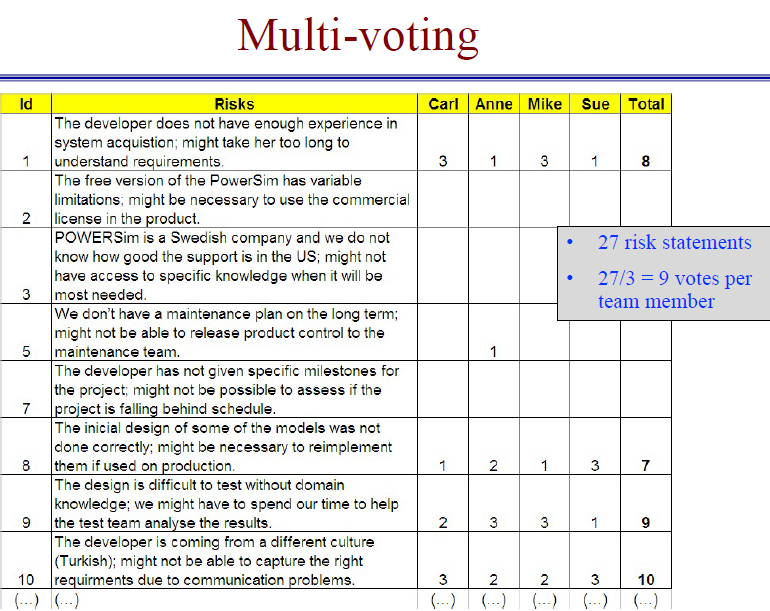 Multi-voting
Id Risks Carl Anne Mike Sue Total
The developer does not have enough experience in
system acquistion; might take her too long to
1 understand requirements. 3 1 3 1 8
The free version of the PowerSim has variable
limitations; might be necessary to use the commercial
2 license in the product.
POWERSim is a Swedish company and we do not
know how good the support is in the US; might not
have access to specific knowledge when it will be
3 most needed.
• 27 risk statements
• 27/3 = 9 votes per
team member
We don't have a maintenance plan on the long term;
might not be able to release product control to the
5 maintenance team. 1
The developer has not given specific milestones for
the project; might not be possible to assess if the
7 project is falling behind schedule.
The inicial design of some of the models was not
done correctly; might be necessary to reimplement
8 them if used on production. 1 2 1 3 7
The design is difficult to test without domain
knowledge; we might have to spend our time to help
9 the test team analyse the results. 2 3 3 1 9
The developer is coming from a different culture
(Turkish); might not be able to capture the right
10 requirments due to communication problems. 3 2 2 3 10
(...) (...) (...) (...) (...) (...) (...)